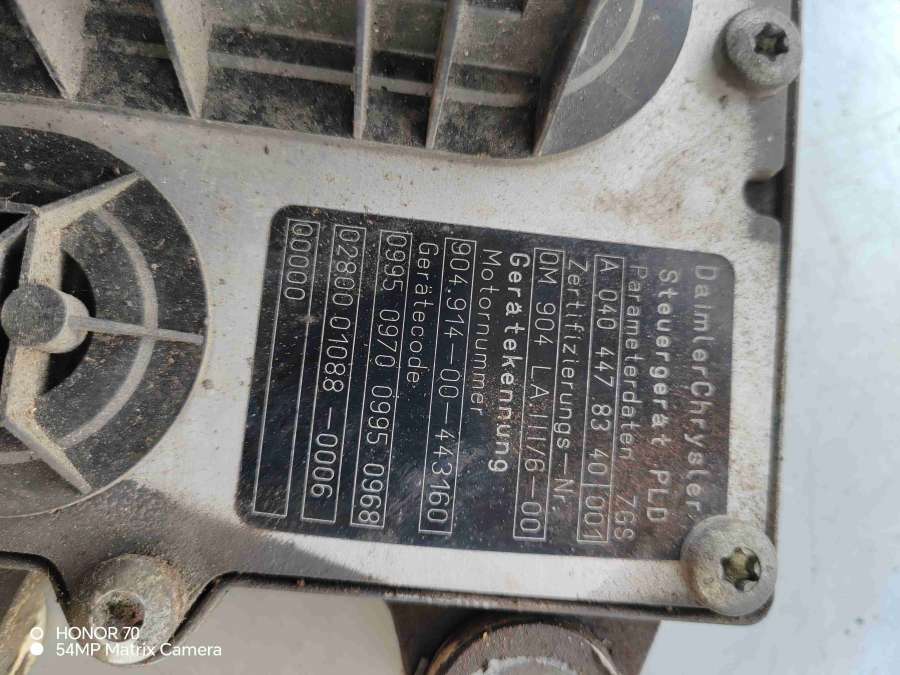 DaimlerChrysler
Steuergerät PLD
Parameterdaten ZGS
A 040 447 83 40 001
Zertifizierungs-Nr.
OM 904 LA.III/6-00
Gerätekennung
Motornummer
904.914-00-443160
Gerätecode
0995 0970 0995 0968
02800 01088-0006
00000
HONOR 70
54MP Matrix Camera